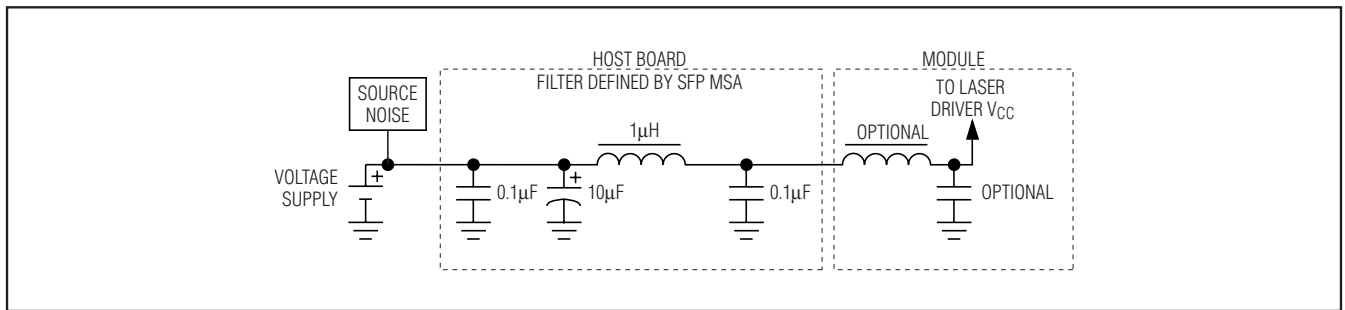 HOST BOARD
FILTER DEFINED BY SFP MSA
MODULE
SOURCE
NOISE
TO LASER
DRIVER VCC
1μH
OPTIONAL
VOLTAGE
SUPPLY
+
0.1μF
+
10μF
0.1μF
OPTIONAL